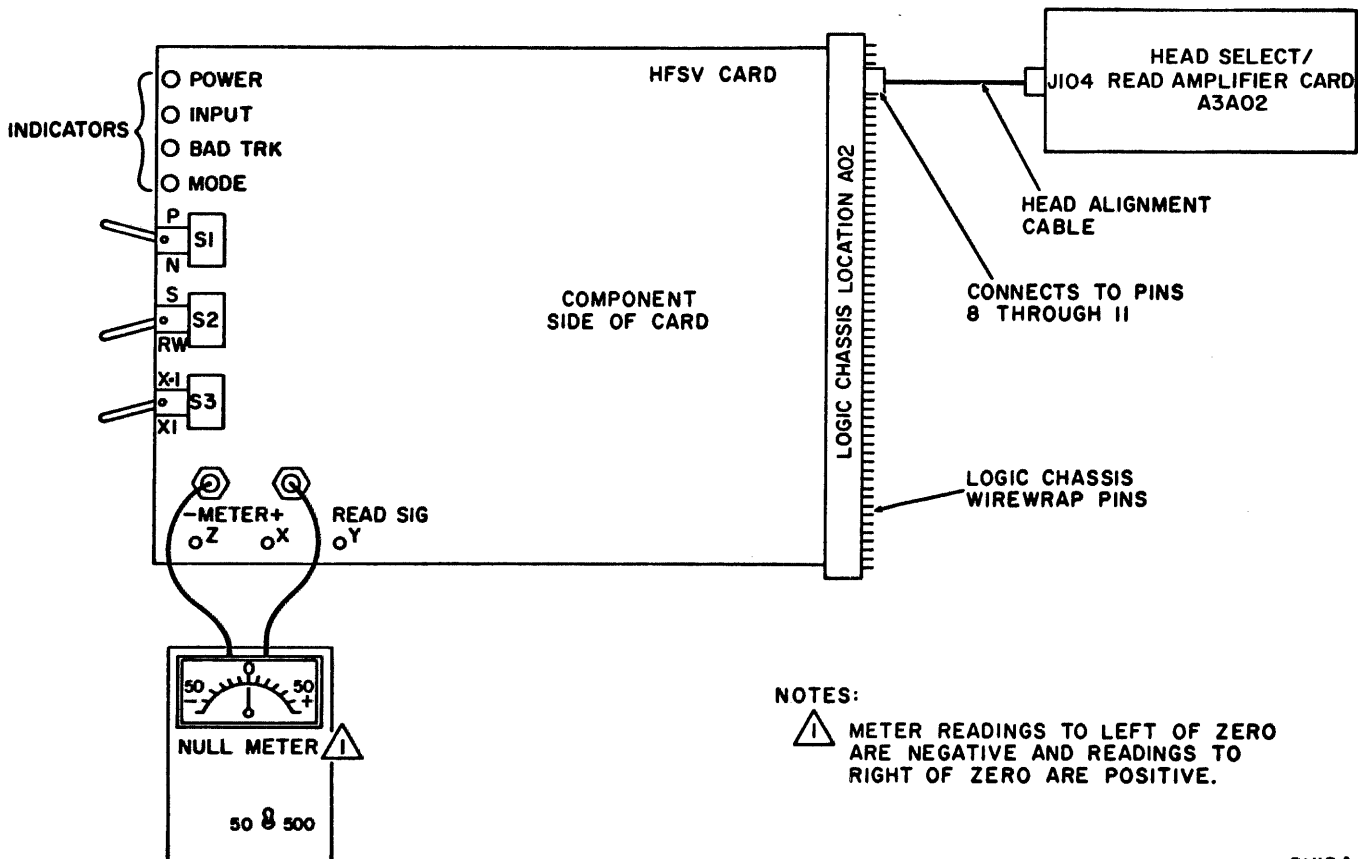 HFSV CARD
INDICATORS
POWER
INPUT
BAD TRK
MODE
P
S1
N
S
S2
RW
X.1
S3
X1
COMPONENT
SIDE OF CARD
-METER+
READ SIG
Z
X
Y
LOGIC CHASSIS LOCATION A02
HEAD SELECT/
J104 READ AMPLIFIER CARD
A3A02
HEAD ALIGNMENT
CABLE
CONNECTS TO PINS
8 THROUGH 11
LOGIC CHASSIS
WIREWRAP PINS
0
50 50
- +
NULL METER 1
50 500
NOTES:
1 METER READINGS TO LEFT OF ZERO
ARE NEGATIVE AND READINGS TO
RIGHT OF ZERO ARE POSITIVE.